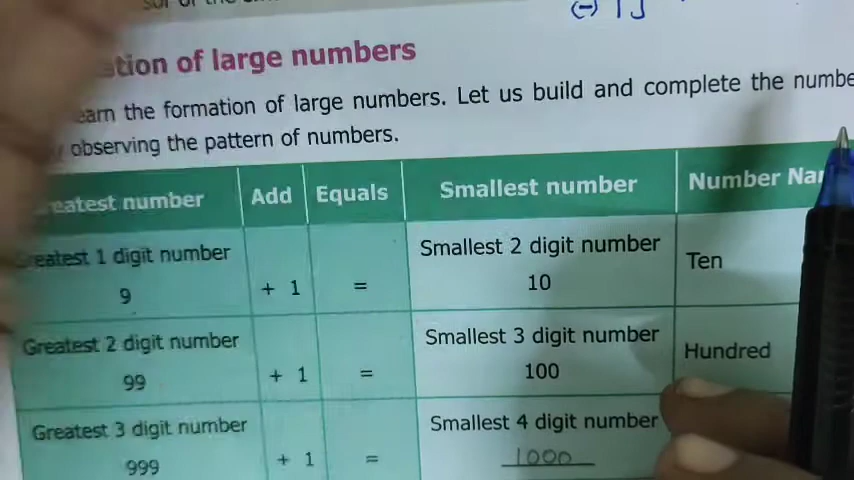 tion of large numbers
earn the formation of large numbers. Let us build and complete the numbe
observing the pattern of numbers.
eatest number Add Equals Smallest number Number Nar
Greatest 1 digit number Smallest 2 digit number
9 + 1 = 10 Ten
Greatest 2 digit number Smallest 3 digit number
99 + 1 = 100 Hundred
Greatest 3 digit number Smallest 4 digit number
999 + 1 = 1000